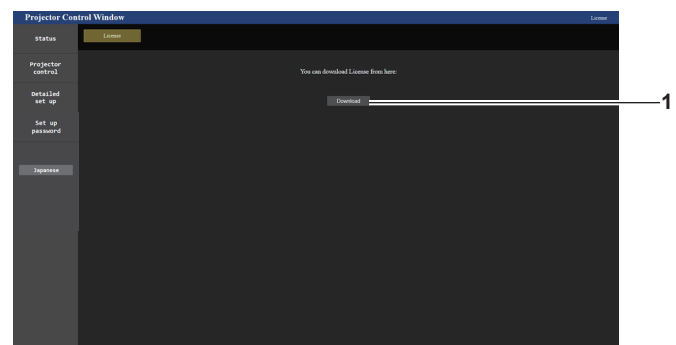 Projector Control Window
License
Status
License
Projector
control
You can download License from here:
Detailed
set up
Download
1
Set up
password
Japanese